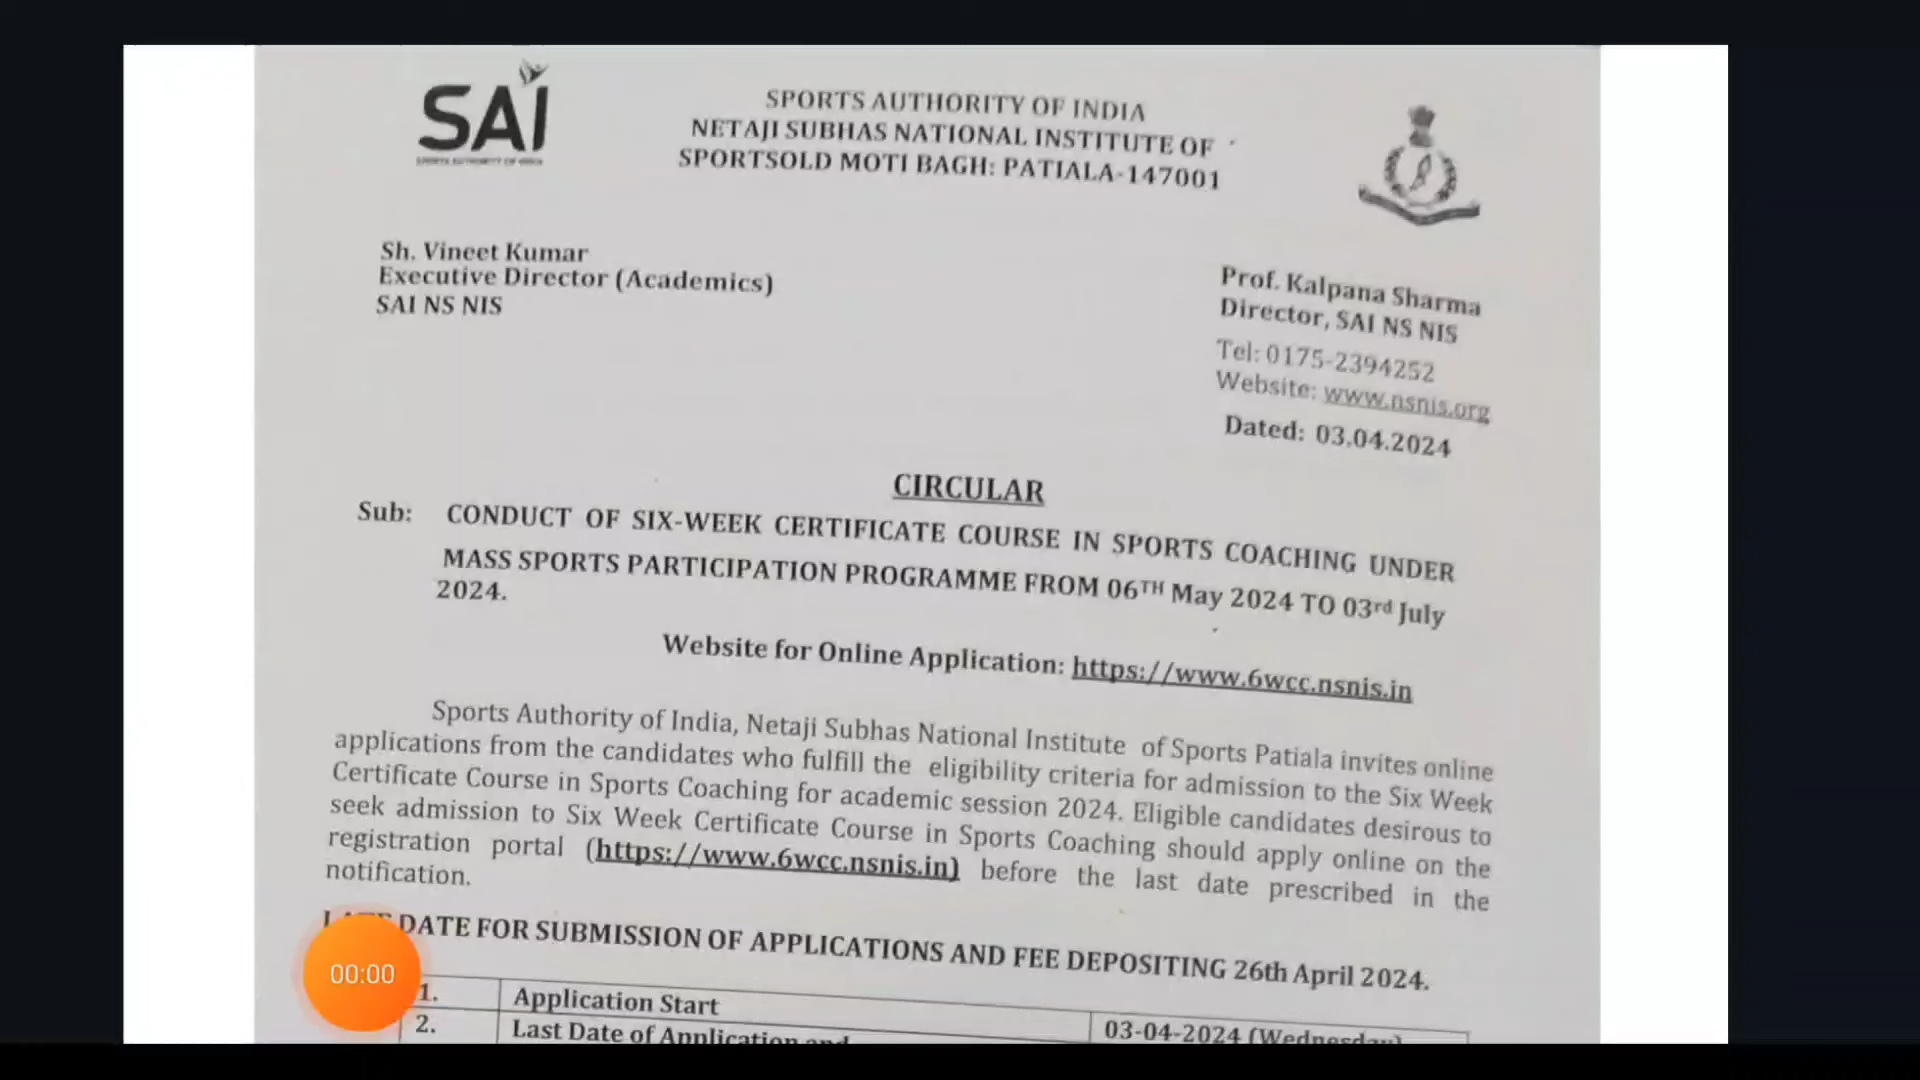 SAI
SPORTS AUTHORITY OF INDIA
SPORTS AUTHORITY OF INDIA
NETAJI SUBHAS NATIONAL INSTITUTE OF
SPORTSOLD MOTI BAGH: PATIALA-147001
Sh. Vineet Kumar
Executive Director (Academics)
SAI NS NIS
Prof. Kalpana Sharma
Director, SAI NS NIS
Tel: 0175-2394252
Website: www.nsnis.org
Dated: 03.04.2024
CIRCULAR
Sub: CONDUCT OF SIX-WEEK CERTIFICATE COURSE IN SPORTS COACHING UNDER
MASS SPORTS PARTICIPATION PROGRAMME FROM 06TH May 2024 TO 03rd July
2024.
Website for Online Application: https://www.6wcc.nsnis.in
Sports Authority of India, Netaji Subhas National Institute of Sports Patiala invites online
applications from the candidates who fulfill the eligibility criteria for admission to the Six Week
Certificate Course in Sports Coaching for academic session 2024. Eligible candidates desirous to
seek admission to Six Week Certificate Course in Sports Coaching should apply online on the
registration portal (https://www.6wcc.nsnis.in) before the last date prescribed in the
notification.
DATE FOR SUBMISSION OF APPLICATIONS AND FEE DEPOSITING 26th April 2024.
00:00
1. Application Start 03-04-2024 (Wednesday)
2. Last Date of Application and